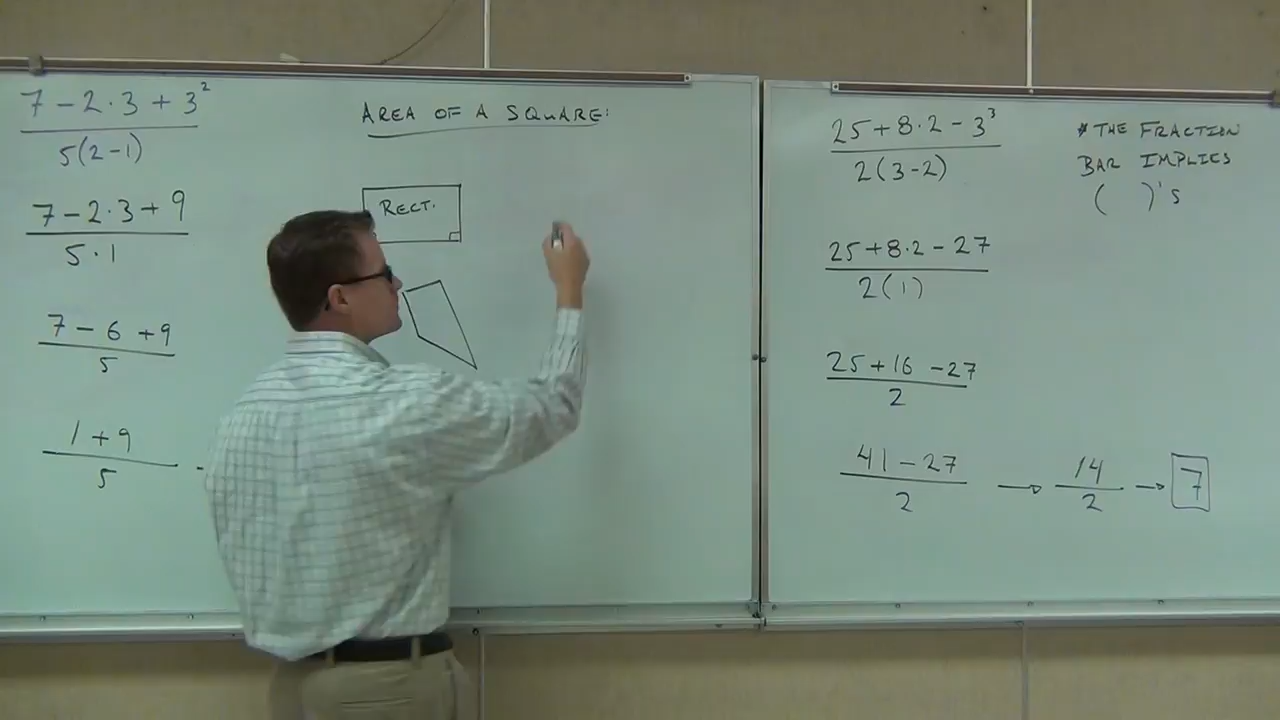 7 - 2 · 3 + 3²
5(2 - 1)
7 - 2 · 3 + 9
5 · 1
7 - 6 + 9
5
1 + 9
5
AREA OF A SQUARE:
RECT.
25 + 8 · 2 - 3³
2(3 - 2)
25 + 8 · 2 - 27
2(1)
25 + 16 - 27
2
41 - 27
2
→ 14
2
→ 7
* THE FRACTION
BAR IMPLIES
( )'s